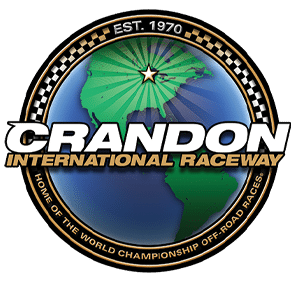 EST. 1970
CRANDON
INTERNATIONAL RACEWAY
HOME OF THE WORLD CHAMPIONSHIP OFF-ROAD RACES.